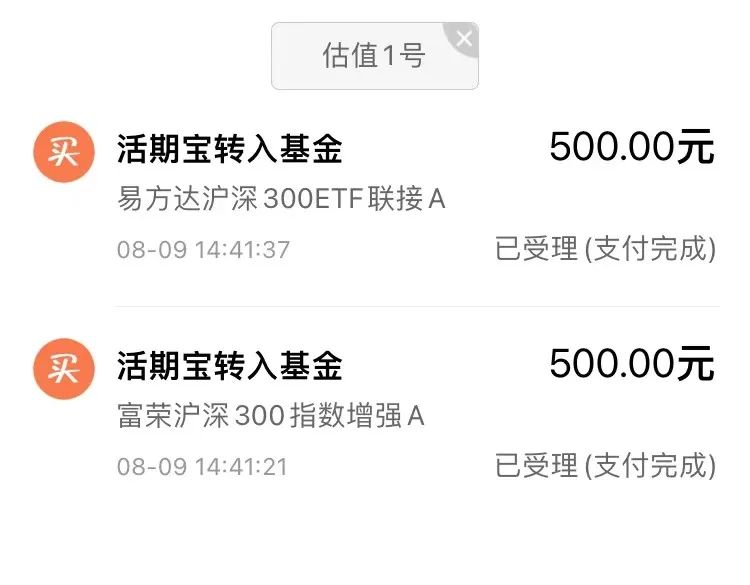 估值1号
买 活期宝转入基金 500.00元
易方达沪深300ETF联接A
08-09 14:41:37 已受理(支付完成)
买 活期宝转入基金 500.00元
富荣沪深300指数增强A
08-09 14:41:21 已受理(支付完成)